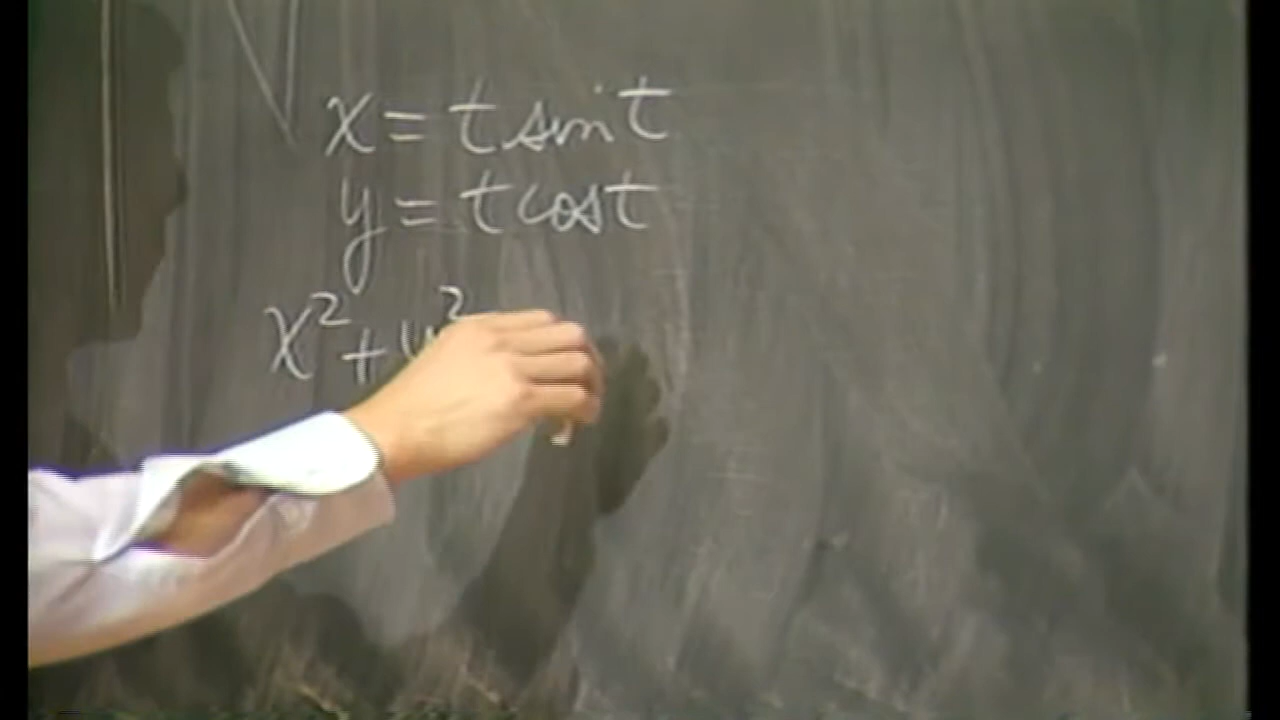 x = t sin t
y = t cos t
x² + y²